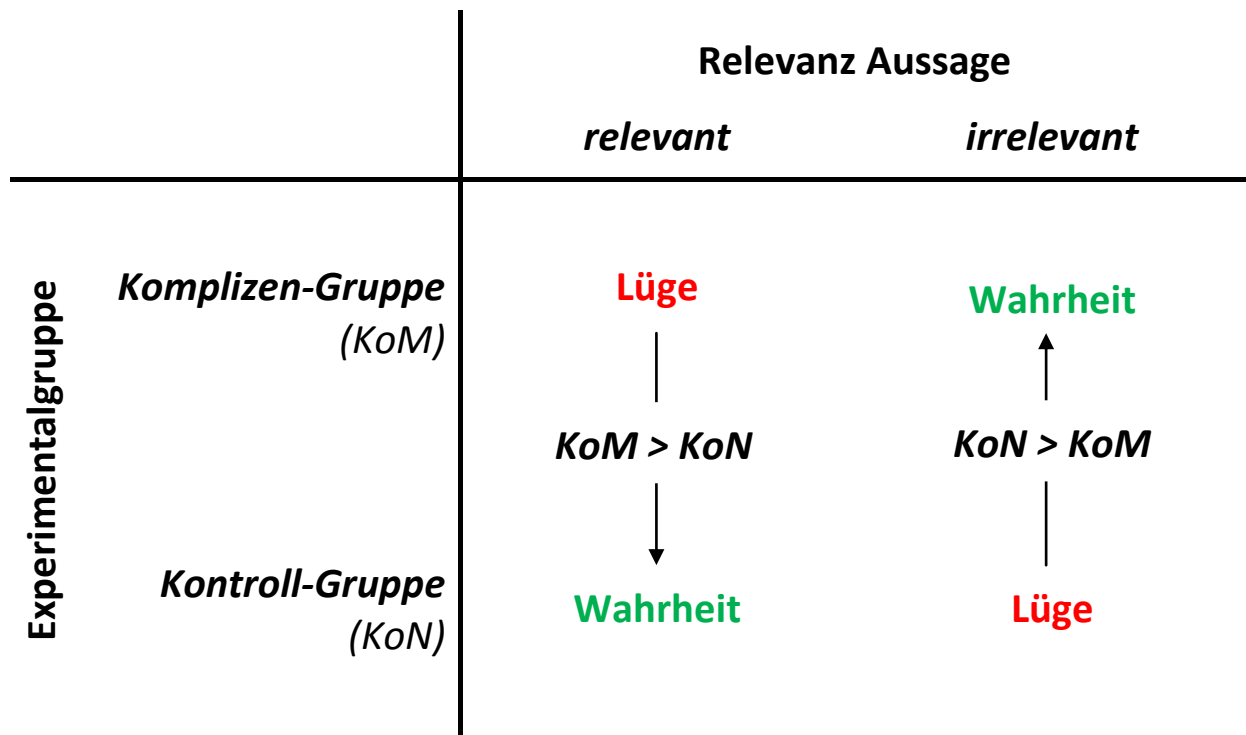 Relevanz Aussage
relevant irrelevant
Experimentalgruppe
Komplizen-Gruppe Lüge Wahrheit
(KoM)
KoM > KoN KoN > KoM
Kontroll-Gruppe Wahrheit Lüge
(KoN)